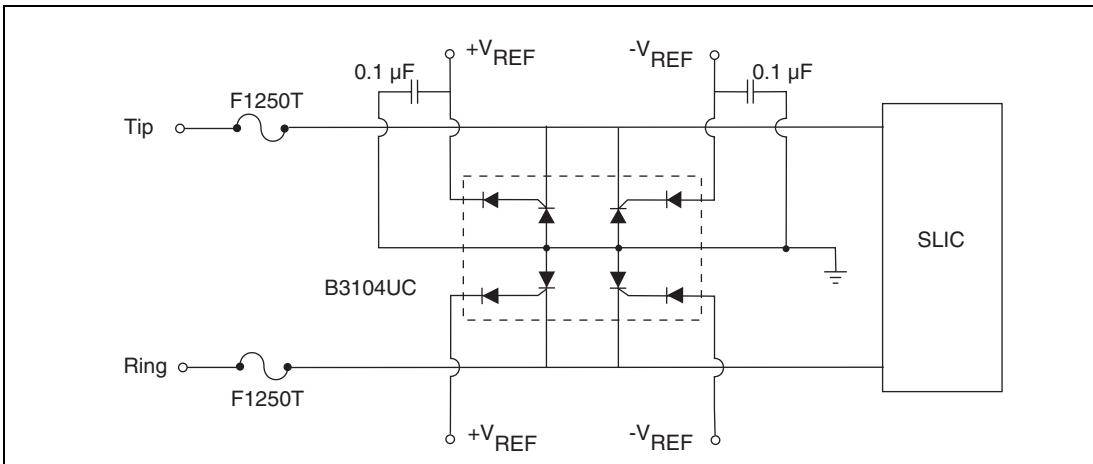 +VREF
-VREF
0.1 µF
0.1 µF
F1250T
Tip
SLIC
B3104UC
Ring
F1250T
+VREF
-VREF